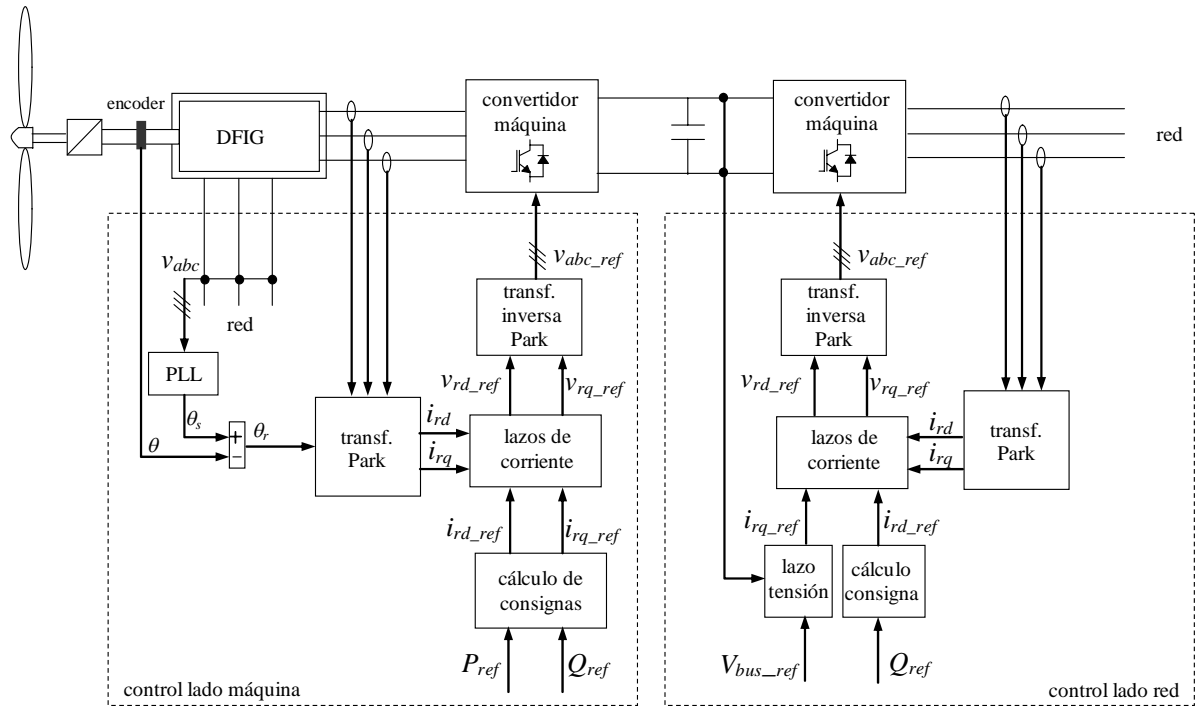 encoder
DFIG
convertidor
máquina
convertidor
máquina
red
v_abc
red
PLL
θ_s
θ
+
−
θ_r
transf.
Park
i_rd
i_rq
v_abc_ref
transf.
inversa
Park
v_rd_ref
v_rq_ref
lazos de
corriente
i_rd_ref
i_rq_ref
cálculo de
consignas
P_ref
Q_ref
control lado máquina
v_abc_ref
transf.
inversa
Park
v_rd_ref
v_rq_ref
lazos de
corriente
i_rd
i_rq
transf.
Park
i_rq_ref
i_rd_ref
lazo
tensión
cálculo
consigna
V_bus_ref
Q_ref
control lado red